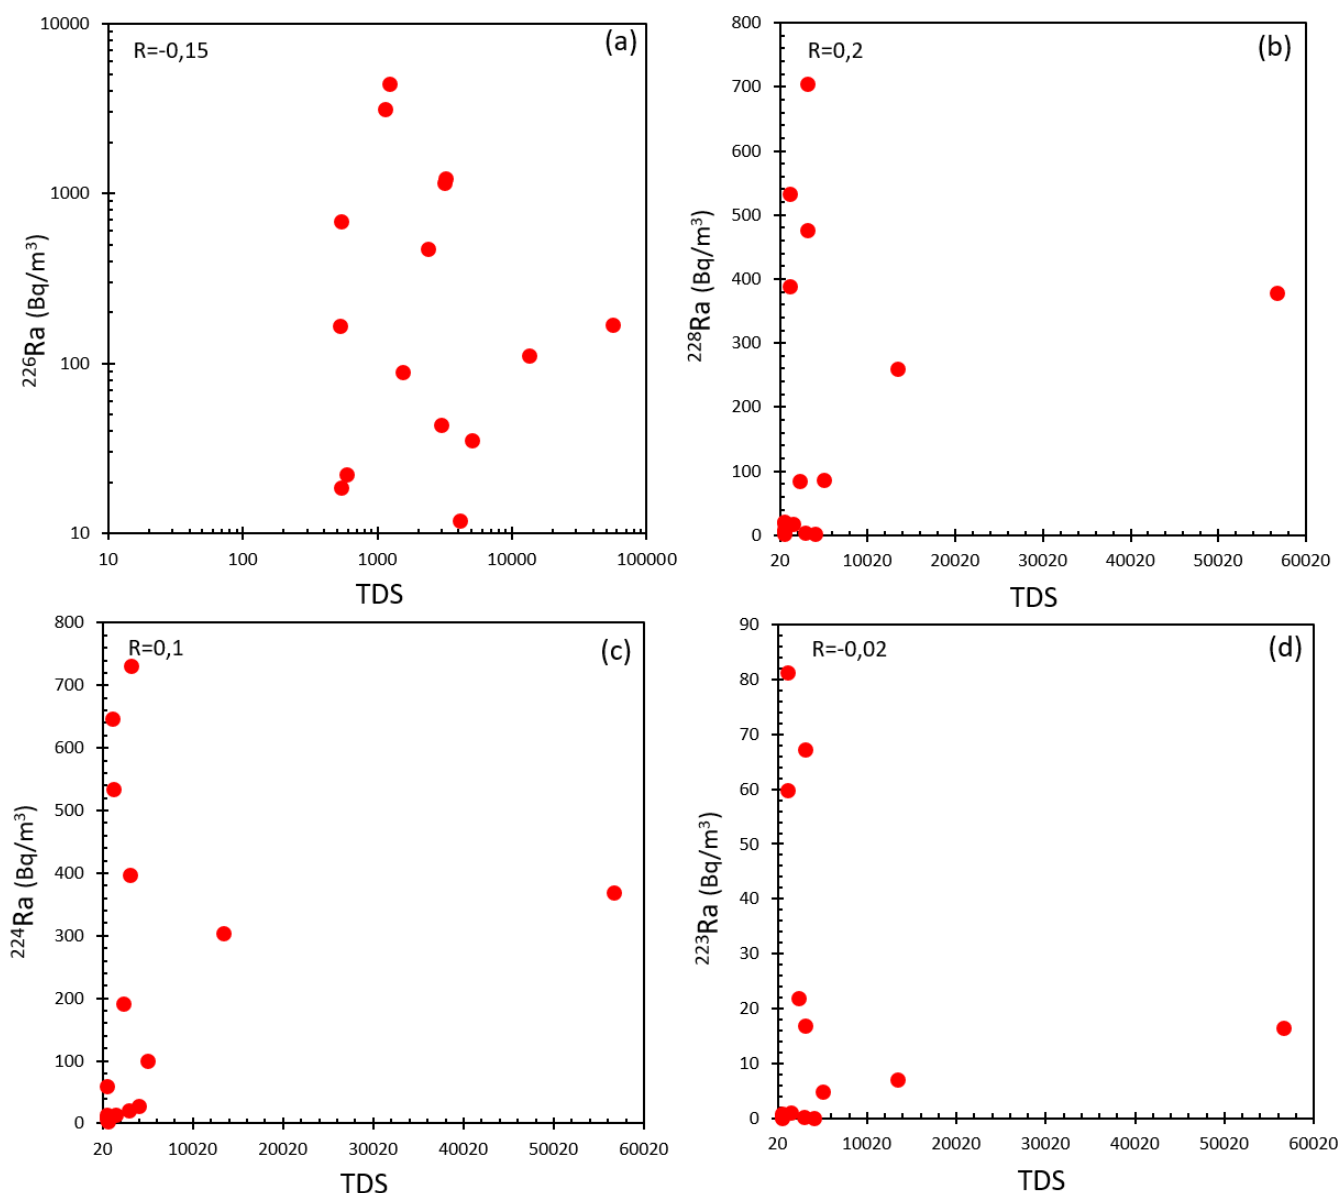 R=-0,15
(a)
10000
1000
100
10
²²⁶Ra (Bq/m³)
10 100 1000 10000 100000
TDS
R=0,2
(b)
800
700
600
500
400
300
200
100
0
²²⁸Ra (Bq/m³)
20 10020 20020 30020 40020 50020 60020
TDS
R=0,1
(c)
800
700
600
500
400
300
200
100
0
²²⁴Ra (Bq/m³)
20 10020 20020 30020 40020 50020 60020
TDS
R=-0,02
(d)
90
80
70
60
50
40
30
20
10
0
²²³Ra (Bq/m³)
20 10020 20020 30020 40020 50020 60020
TDS